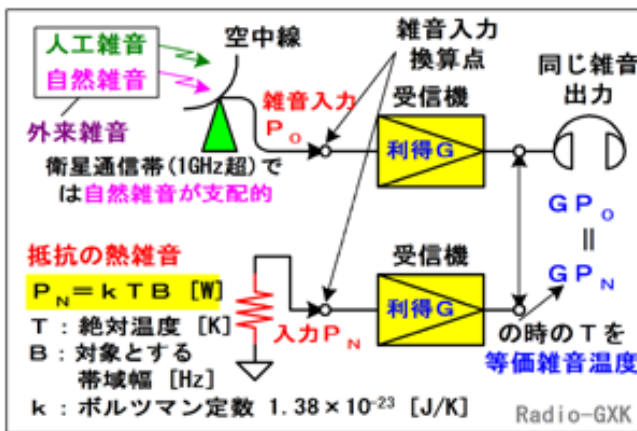 人工雑音
自然雑音
外来雑音
空中線
雑音入力
P_O
雑音入力
換算点
受信機
利得G
同じ雑音
出力
衛星通信帯(1GHz超)で
は自然雑音が支配的
GP_O
॥
GP_N
抵抗の熱雑音
P_N=kTB [W]
T：絶対温度 [K]
B：対象とする
帯域幅 [Hz]
k：ボルツマン定数 1.38×10⁻²³ [J/K]
入力P_N
受信機
利得G
の時のTを
等価雑音温度
Radio-GXK